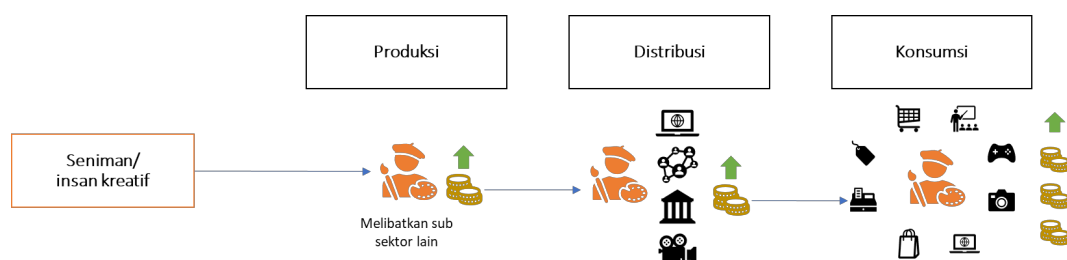 Produksi
Distribusi
Konsumsi
Seniman/
insan kreatif
Melibatkan sub
sektor lain